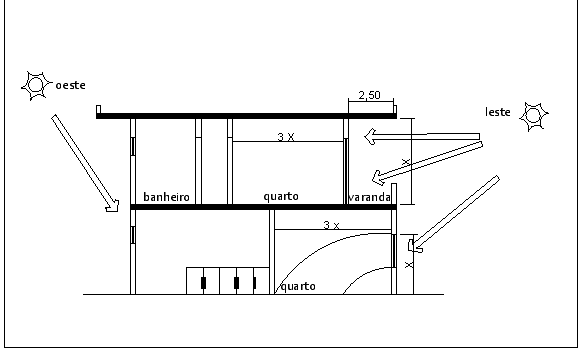 oeste
2,50
leste
3 X
X
banheiro
quarto
varanda
3 x
X
quarto